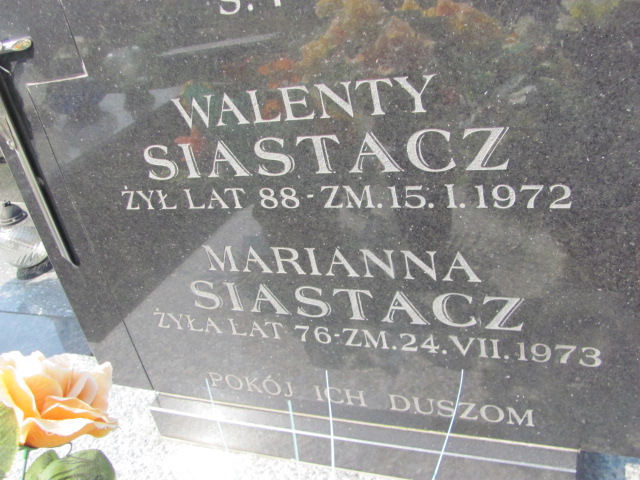 WALENTY
SIASTACZ
ŻYŁ LAT 88-ZM.15.I.1972
MARIANNA
SIASTACZ
ŻYŁA LAT 76-ZM.24.VII.1973
POKÓJ ICH DUSZOM